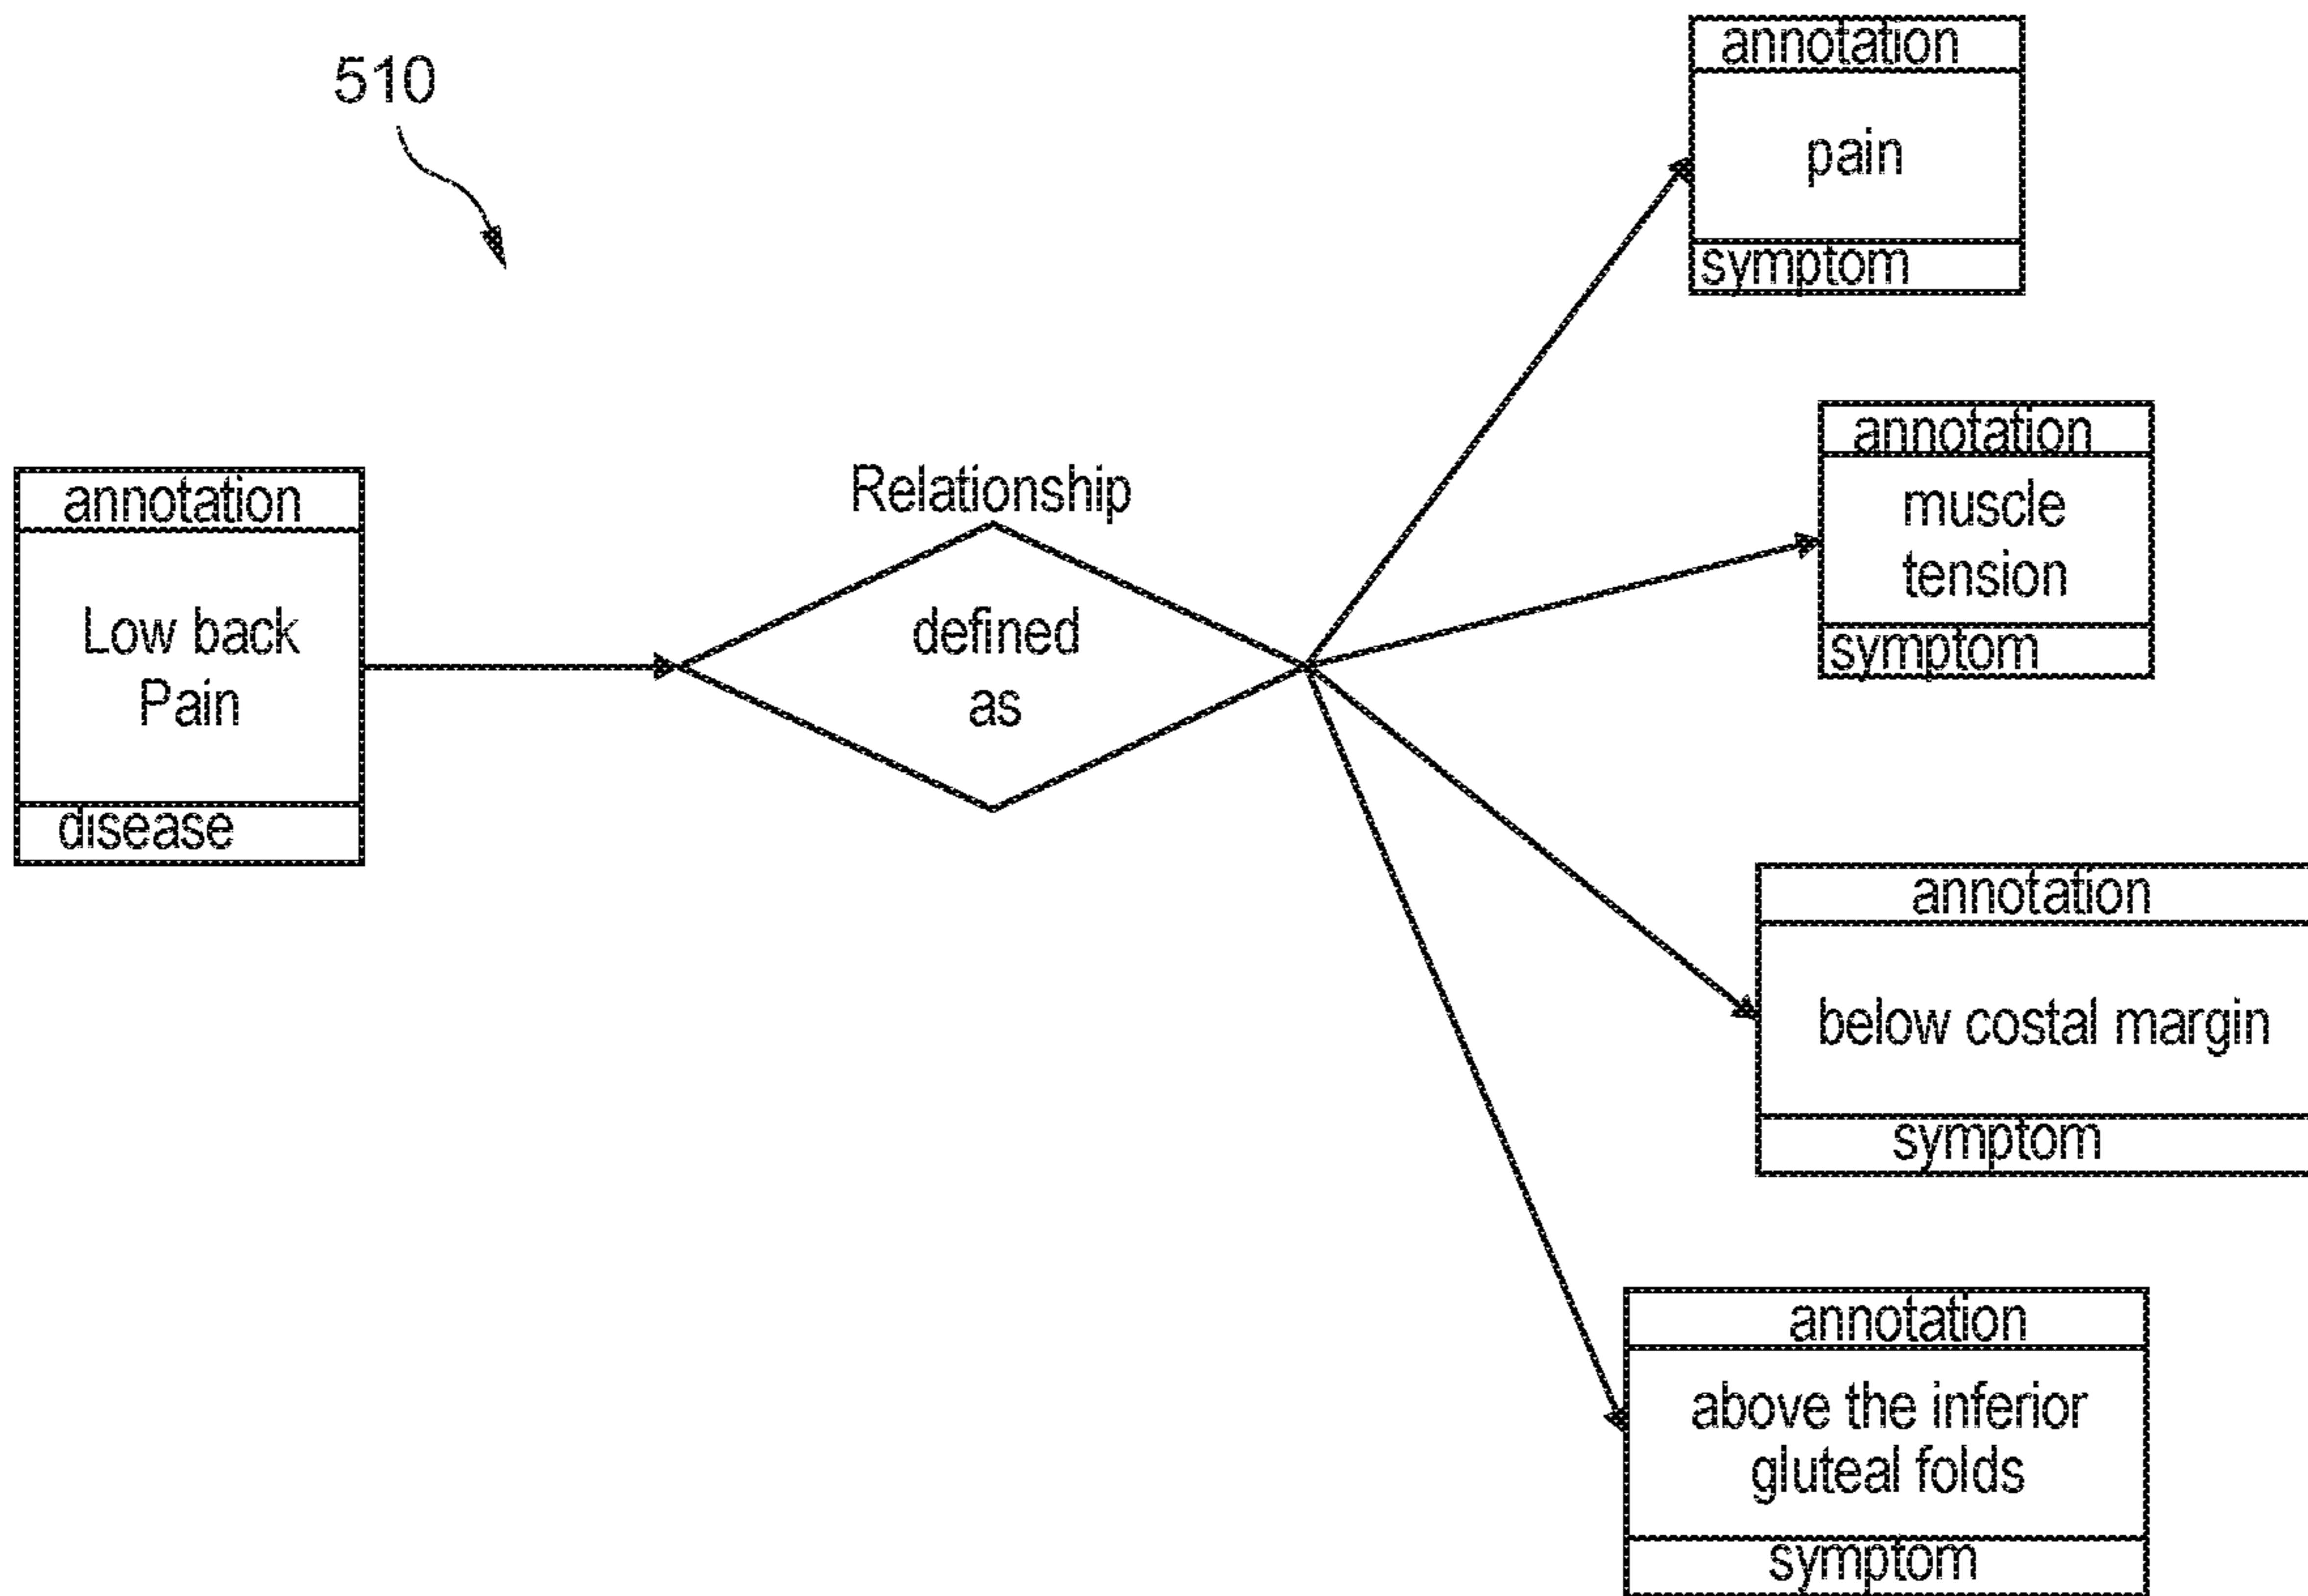 510
annotation
Low back
Pain
disease
Relationship
defined
as
annotation
pain
symptom
annotation
muscle
tension
symptom
annotation
below costal margin
symptom
annotation
above the inferior
gluteal folds
symptom